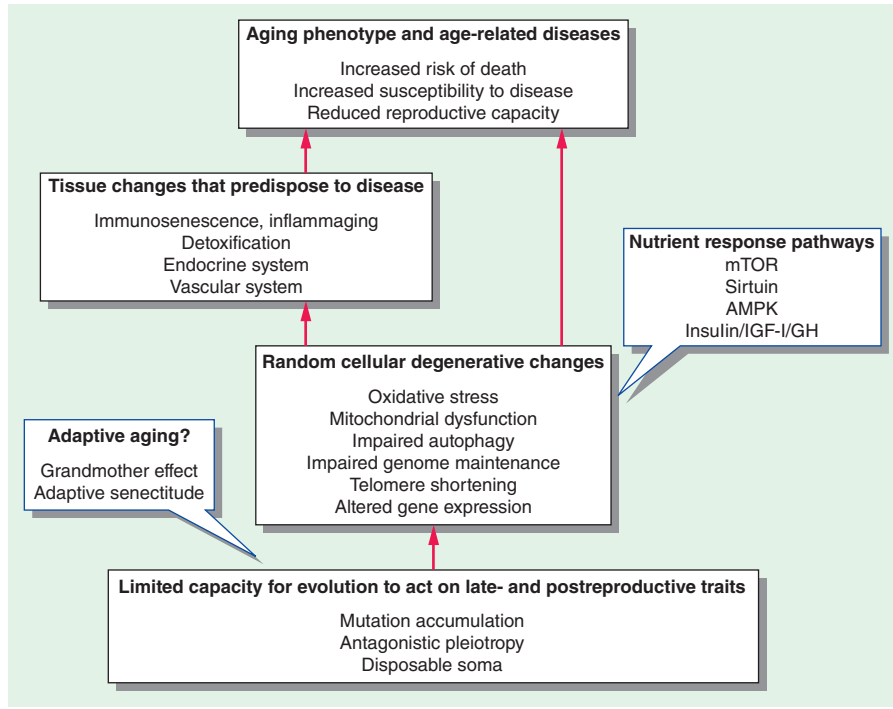 Aging phenotype and age-related diseases
Increased risk of death
Increased susceptibility to disease
Reduced reproductive capacity
Tissue changes that predispose to disease
Immunosenescence, inflammaging
Detoxification
Endocrine system
Vascular system
Nutrient response pathways
mTOR
Sirtuin
AMPK
Insulin/IGF-I/GH
Random cellular degenerative changes
Oxidative stress
Mitochondrial dysfunction
Impaired autophagy
Impaired genome maintenance
Telomere shortening
Altered gene expression
Adaptive aging?
Grandmother effect
Adaptive senectitude
Limited capacity for evolution to act on late- and postreproductive traits
Mutation accumulation
Antagonistic pleiotropy
Disposable soma